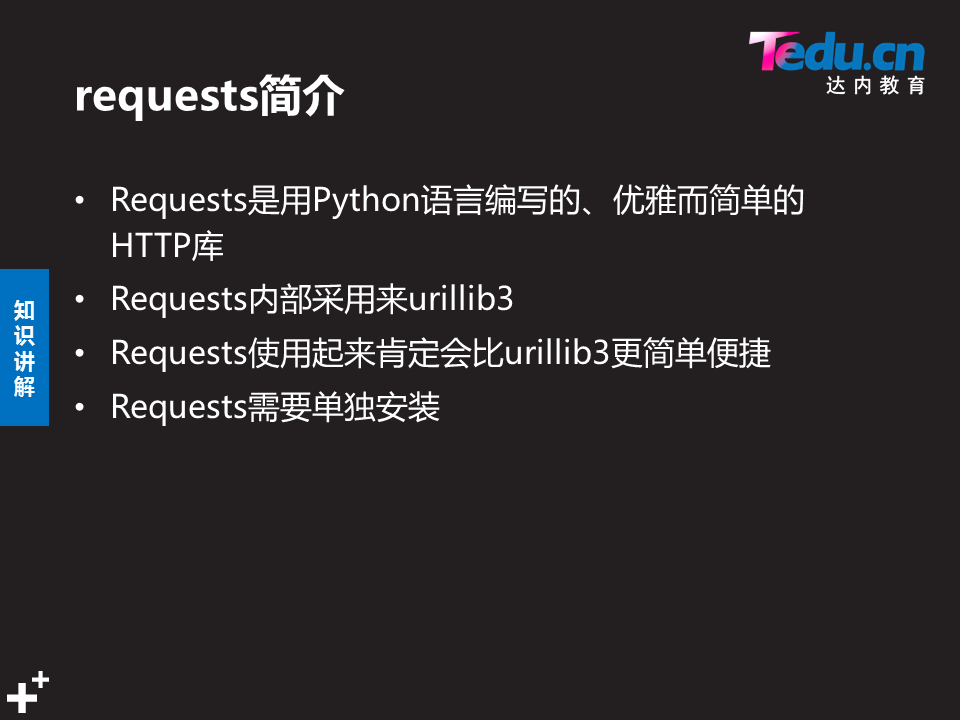 Tedu.cn
达内教育
requests简介
• Requests是用Python语言编写的、优雅而简单的
HTTP库
• Requests内部采用来urillib3
• Requests使用起来肯定会比urillib3更简单便捷
• Requests需要单独安装
知
识
讲
解